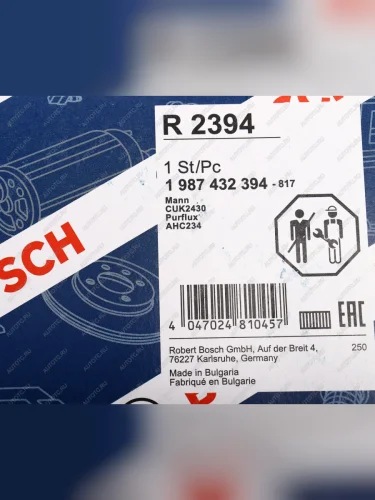 BOSCH
R 2394
1 St/Pc
1 987 432 394 - 817
Mann
CUK2430
Purflux
AHC234
4 047024 810457
EAC
Robert Bosch GmbH, Auf der Breit 4, 250
76227 Karlsruhe, Germany
Made in Bulgaria
Fabriqué en Bulgarie